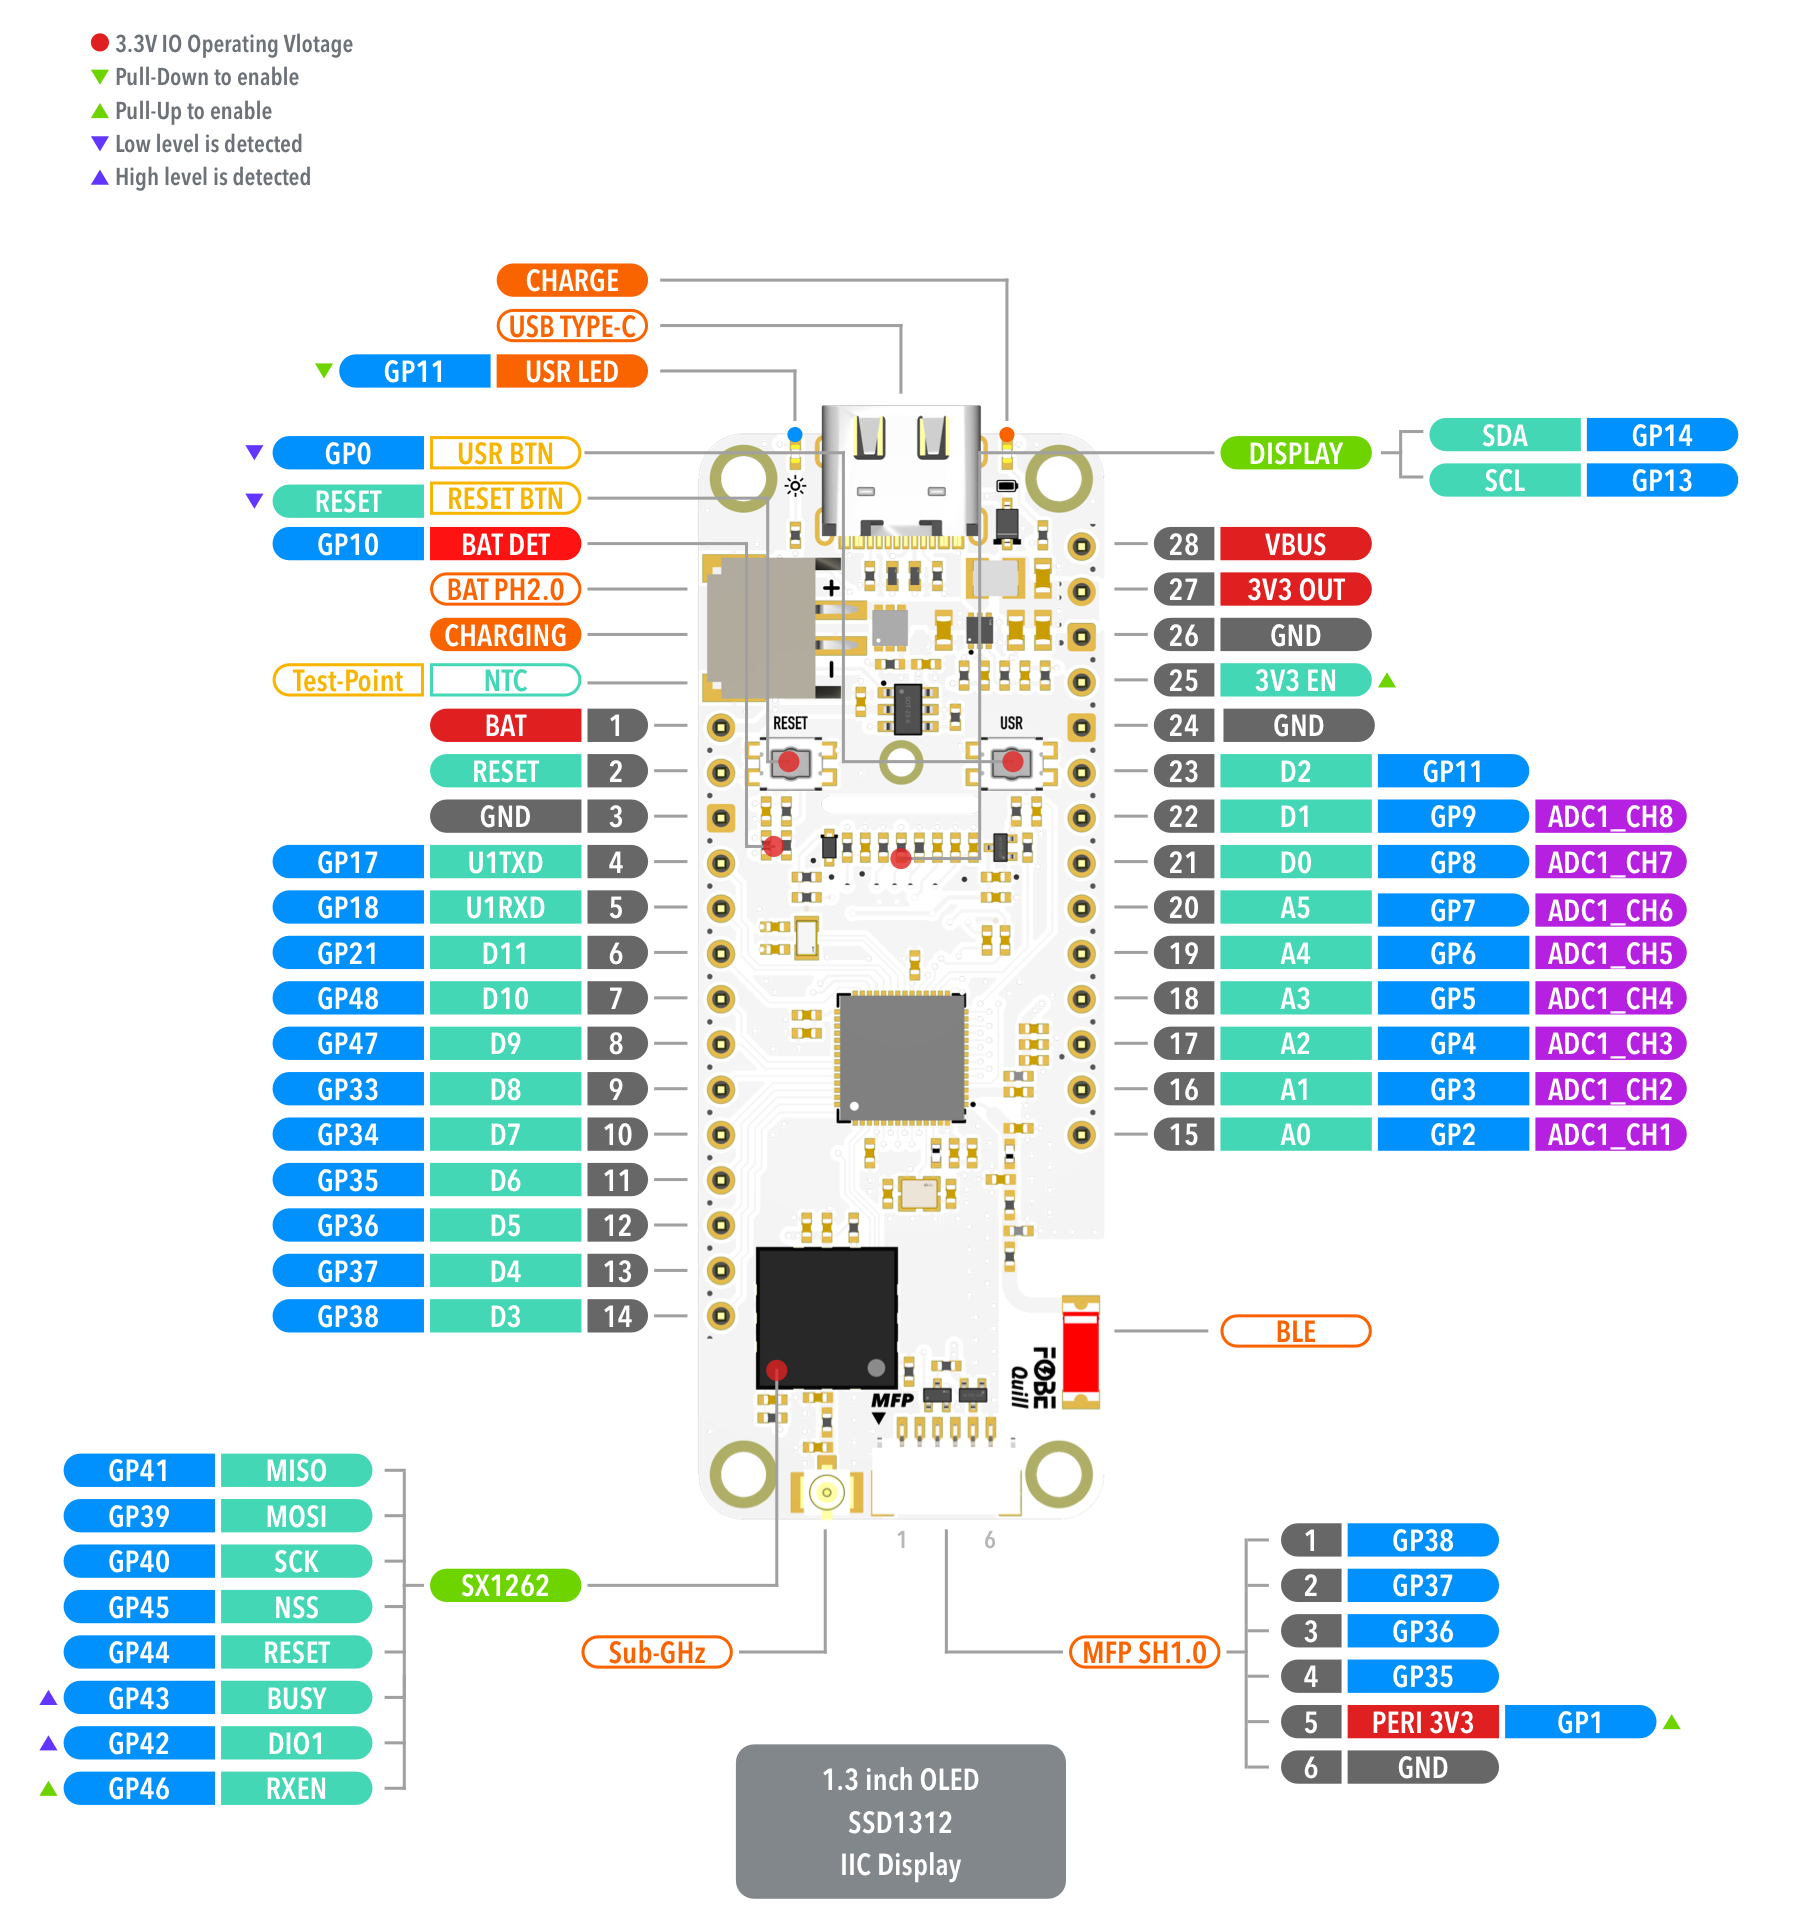 3.3V IO Operating Vlotage
Pull-Down to enable
Pull-Up to enable
Low level is detected
High level is detected
CHARGE
USB TYPE-C
GP11 USR LED
GP0 USR BTN
RESET RESET BTN
GP10 BAT DET
BAT PH2.0
CHARGING
Test-Point NTC
BAT 1
RESET 2
GND 3
GP17 U1TXD 4
GP18 U1RXD 5
GP21 D11 6
GP48 D10 7
GP47 D9 8
GP33 D8 9
GP34 D7 10
GP35 D6 11
GP36 D5 12
GP37 D4 13
GP38 D3 14
DISPLAY
SDA GP14
SCL GP13
28 VBUS
27 3V3 OUT
26 GND
25 3V3 EN
24 GND
23 D2 GP11
22 D1 GP9 ADC1_CH8
21 D0 GP8 ADC1_CH7
20 A5 GP7 ADC1_CH6
19 A4 GP6 ADC1_CH5
18 A3 GP5 ADC1_CH4
17 A2 GP4 ADC1_CH3
16 A1 GP3 ADC1_CH2
15 A0 GP2 ADC1_CH1
BLE
+
−
RESET
USR
MFP
FOBE
Quill
1 6
GP41 MISO
GP39 MOSI
GP40 SCK
GP45 NSS
GP44 RESET
GP43 BUSY
GP42 DIO1
GP46 RXEN
SX1262
Sub-GHz
MFP SH1.0
1 GP38
2 GP37
3 GP36
4 GP35
5 PERI 3V3 GP1
6 GND
1.3 inch OLED
SSD1312
IIC Display